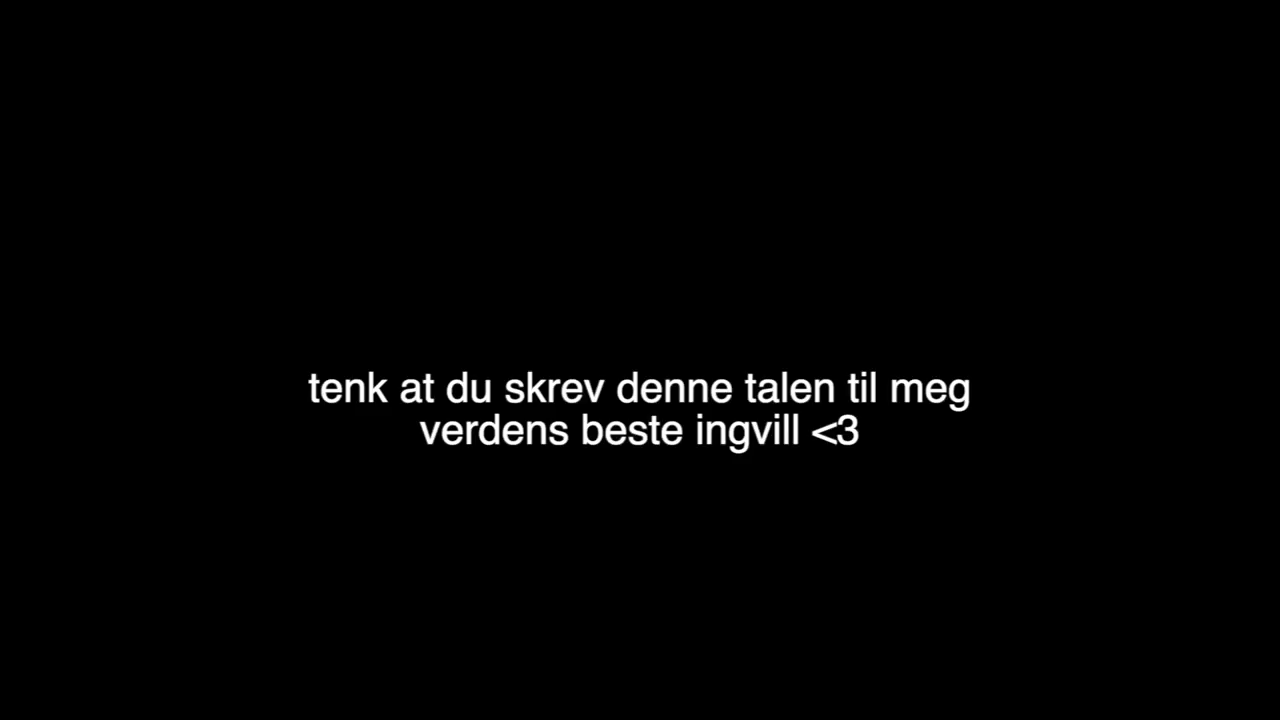 tenk at du skrev denne talen til meg
verdens beste ingvill <3